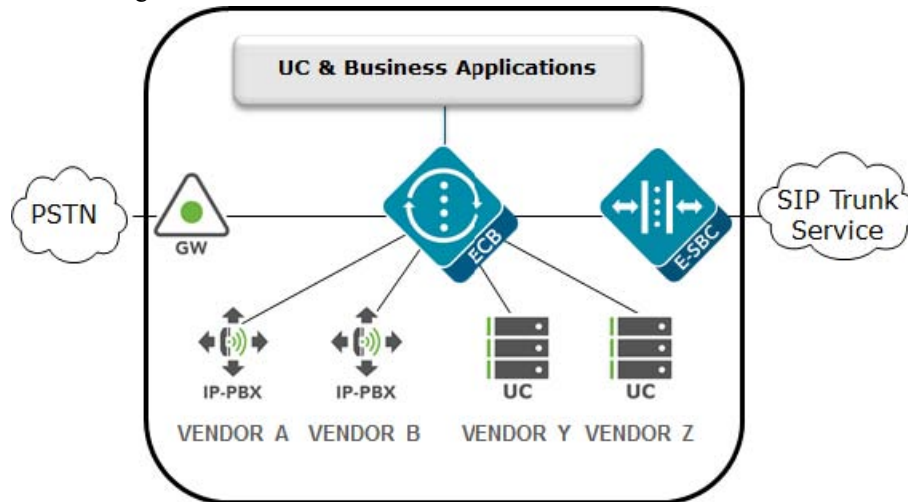 UC & Business Applications
PSTN
GW
ECB
E-SBC
SIP Trunk
Service
IP-PBX
IP-PBX
UC
UC
VENDOR A
VENDOR B
VENDOR Y
VENDOR Z